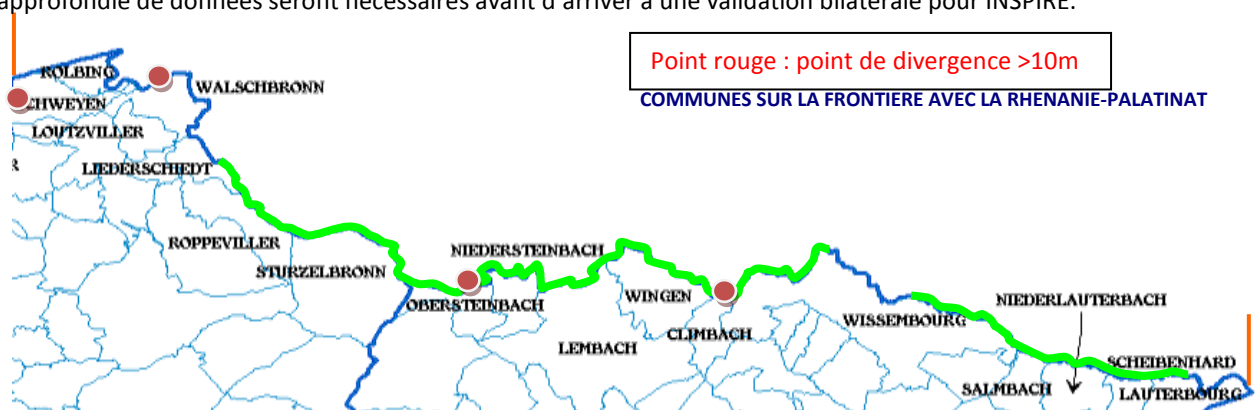 approfondie de données seront nécessaires avant d'arriver à une validation bilatérale pour INSPIRE.
Point rouge : point de divergence >10m
COMMUNES SUR LA FRONTIERE AVEC LA RHENANIE-PALATINAT
ROLBING
WALSCHBRONN
CHWEYEN
LOUTZVILLER
R
LIEDERSCHIEDT
ROPPEVILLER
STURZELBRONN
NIEDERSTEINBACH
OBERSTEINBACH
WINGEN
LEMBACH
CLIMBACH
WISSEMBOURG
NIEDERLAUTERBACH
SCHEIBENHARD
SALMBACH
LAUTERBOURG